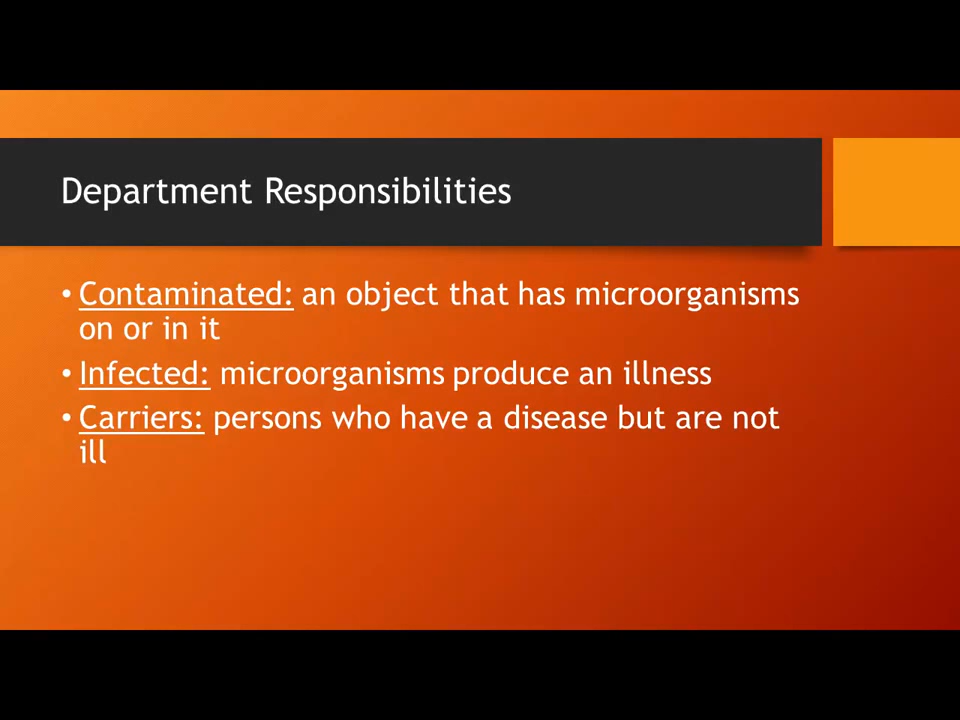 Department Responsibilities
• Contaminated: an object that has microorganisms
on or in it
• Infected: microorganisms produce an illness
• Carriers: persons who have a disease but are not
ill